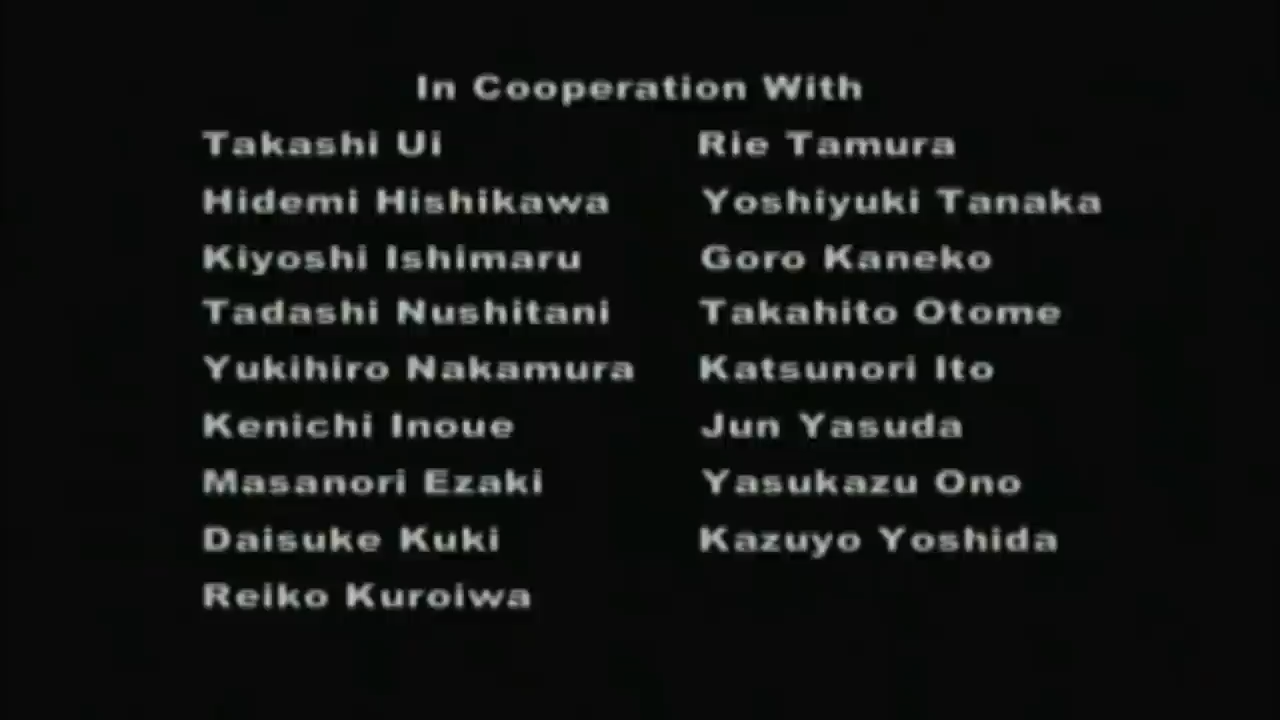 In Cooperation With
Takashi Ui
Hidemi Hishikawa
Kiyoshi Ishimaru
Tadashi Nushitani
Yukihiro Nakamura
Kenichi Inoue
Masanori Ezaki
Daisuke Kuki
Reiko Kuroiwa
Rie Tamura
Yoshiyuki Tanaka
Goro Kaneko
Takahito Otome
Katsunori Ito
Jun Yasuda
Yasukazu Ono
Kazuyo Yoshida